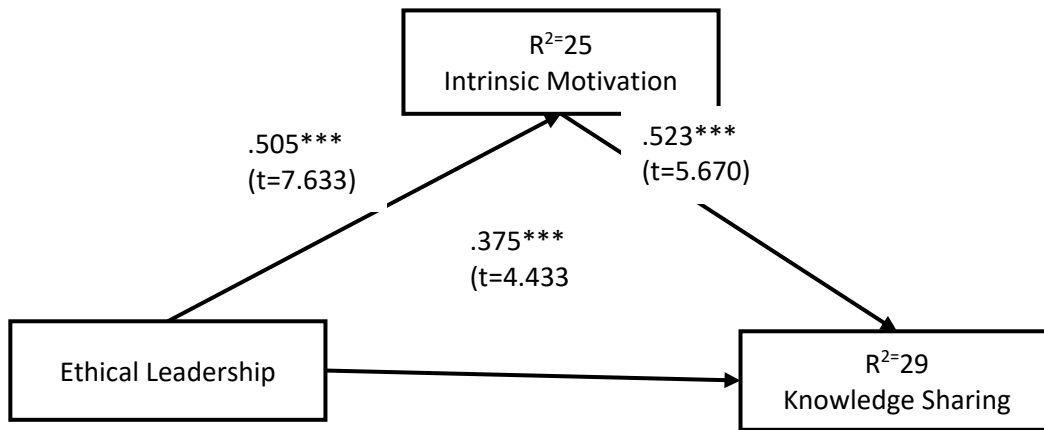 R²⁼25
Intrinsic Motivation
.505***
(t=7.633)
.523***
(t=5.670)
.375***
(t=4.433
Ethical Leadership
R²⁼29
Knowledge Sharing